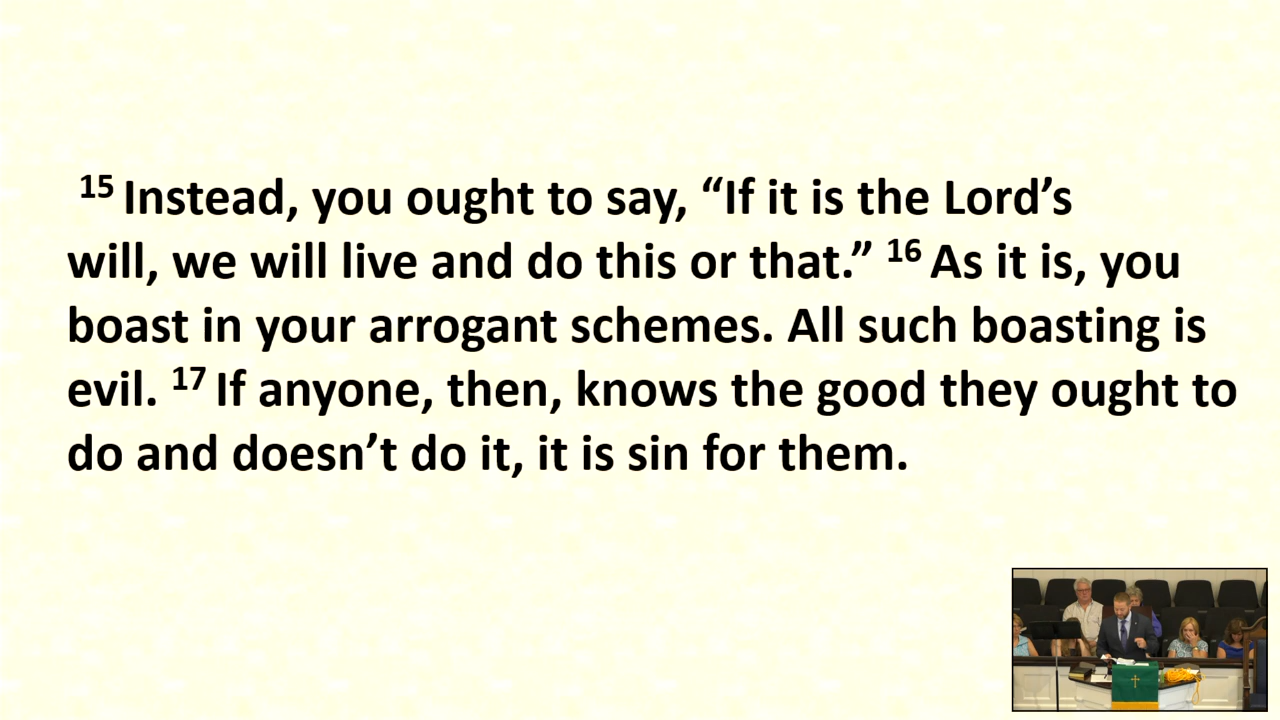 15 Instead, you ought to say, “If it is the Lord’s
will, we will live and do this or that.” 16 As it is, you
boast in your arrogant schemes. All such boasting is
evil. 17 If anyone, then, knows the good they ought to
do and doesn’t do it, it is sin for them.